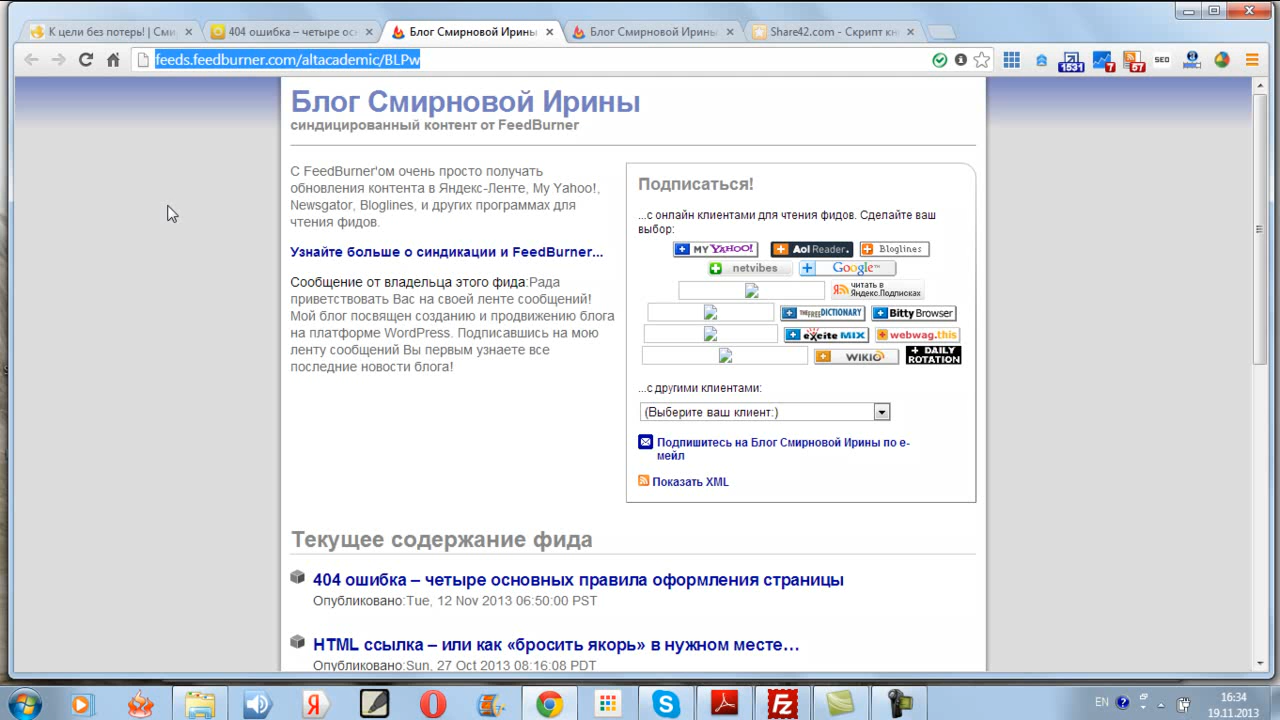 К цели без потерь! | Сми
404 ошибка – четыре ос
Блог Смирновой Ирины
Блог Смирновой Ирины
Share42.com - Скрипт кн
feeds.feedburner.com/altacademic/BLPw
1531
7
57
SEO
Блог Смирновой Ирины
синдицированный контент от FeedBurner
С FeedBurner'ом очень просто получать
обновления контента в Яндекс-Ленте, My Yahoo!,
Newsgator, Bloglines, и других программах для
чтения фидов.
Узнайте больше о синдикации и FeedBurner...
Сообщение от владельца этого фида:Рада
приветствовать Вас на своей ленте сообщений!
Мой блог посвящен созданию и продвижению блога
на платформе WordPress. Подписавшись на мою
ленту сообщений Вы первым узнаете все
последние новости блога!
Подписаться!
...с онлайн клиентами для чтения фидов. Сделайте ваш
выбор:
MY YAHOO!
Aol Reader.
Bloglines
netvibes
Google™
читать в
Яндекс.Подписках
THEFREEDICTIONARY
Bitty Browser
excite MIX
webwag.this
WIKIO
+ DAILY
ROTATION
...с другими клиентами:
(Выберите ваш клиент:)
Подпишитесь на Блог Смирновой Ирины по е-
мейл
Показать XML
Текущее содержание фида
404 ошибка – четыре основных правила оформления страницы
Опубликовано:Tue, 12 Nov 2013 06:50:00 PST
HTML ссылка – или как «бросить якорь» в нужном месте…
Опубликовано:Sun, 27 Oct 2013 08:16:08 PDT
EN
16:34
19.11.2013